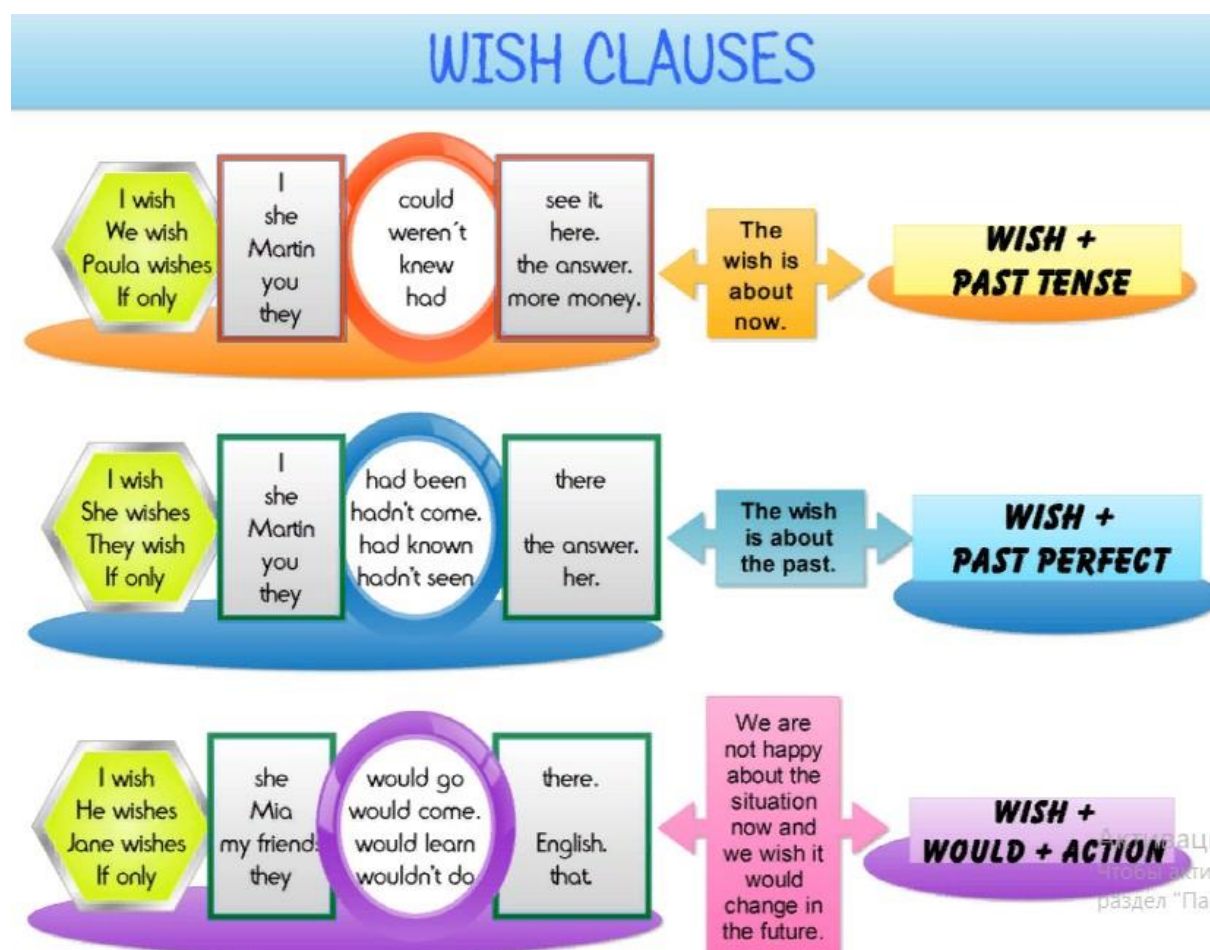 WISH CLAUSES
I wish
We wish
Paula wishes
If only
I
she
Martin
you
they
could
weren´t
knew
had
see it.
here.
the answer.
more money.
The
wish is
about
now.
WISH +
PAST TENSE
I wish
She wishes
They wish
If only
I
she
Martin
you
they
had been
hadn't come.
had known
hadn't seen
there
the answer.
her.
The wish
is about
the past.
WISH +
PAST PERFECT
I wish
He wishes
Jane wishes
If only
she
Mia
my friends
they
would go
would come.
would learn
wouldn't do
there.
English.
that.
We are
not happy
about the
situation
now and
we wish it
would
change in
the future.
WISH +
WOULD + ACTION
Чтобы акти
раздел "Па